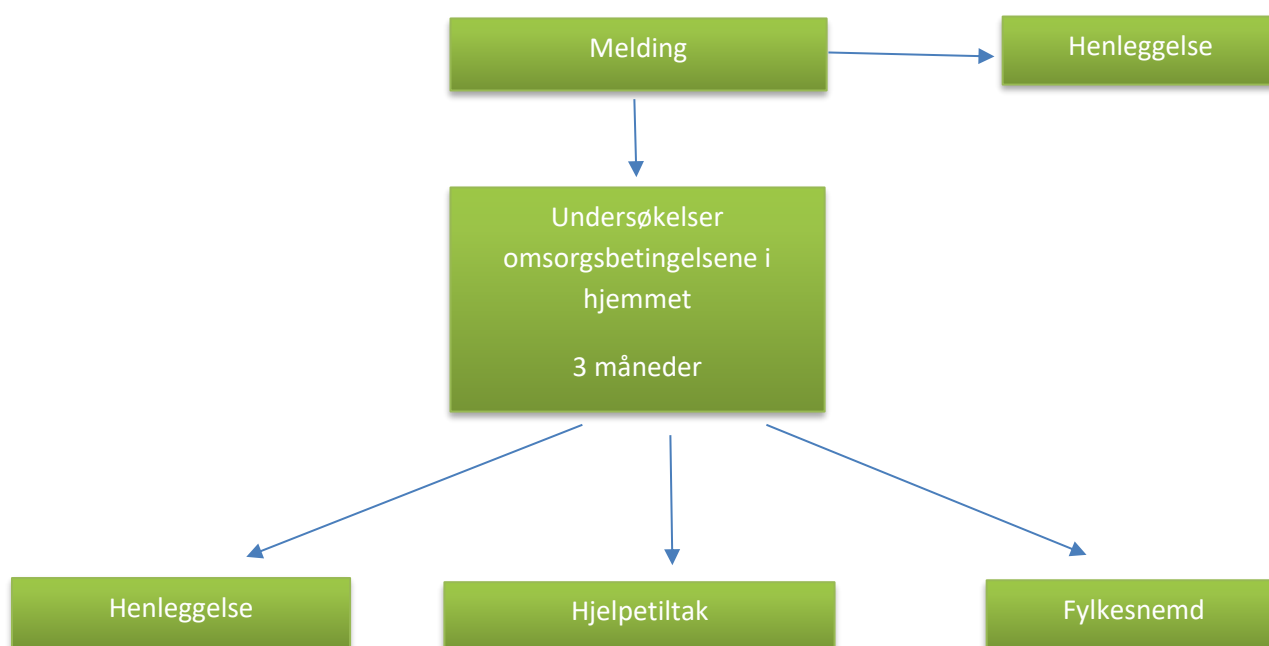 Melding
Henleggelse
Undersøkelser
omsorgsbetingelsene i
hjemmet
3 måneder
Henleggelse
Hjelpetiltak
Fylkesnemd